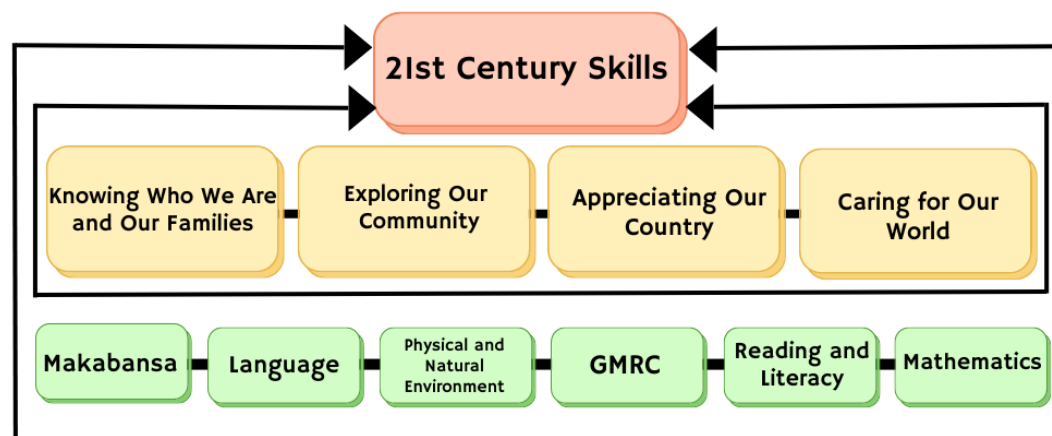 21st Century Skills
Knowing Who We Are
and Our Families
Exploring Our
Community
Appreciating Our
Country
Caring for Our
World
Makabansa
Language
Physical and
Natural
Environment
GMRC
Reading and
Literacy
Mathematics